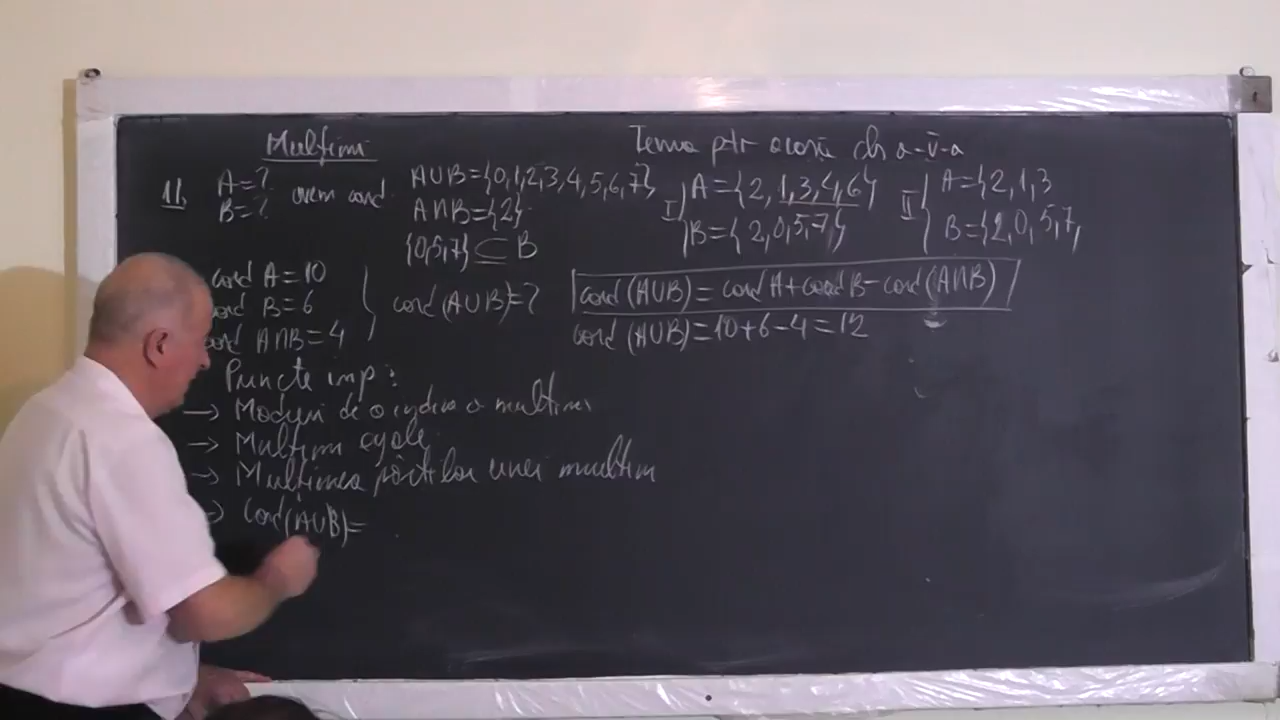 Mulțimi
Tema ptr acasă cls a-V-a
11. A=? B=? avem cond.
A∪B={0,1,2,3,4,5,6,7}
A∩B={2}
{0,5,7}⊂B
I) A={2,1,3,4,6}
B={2,0,5,7}
II) A={2,1,3
B={2,0,5,7,
card A=10
card B=6
card A∩B=4
card(A∪B)=?
card(A∪B)=card A+card B-card(A∩B)
card(A∪B)=10+6-4=12
Puncte imp:
→ Moduri de a indica o mulțime
→ Mulțimi egale
→ Mulțimea părților unei mulțimi
→ Card(A∪B)=